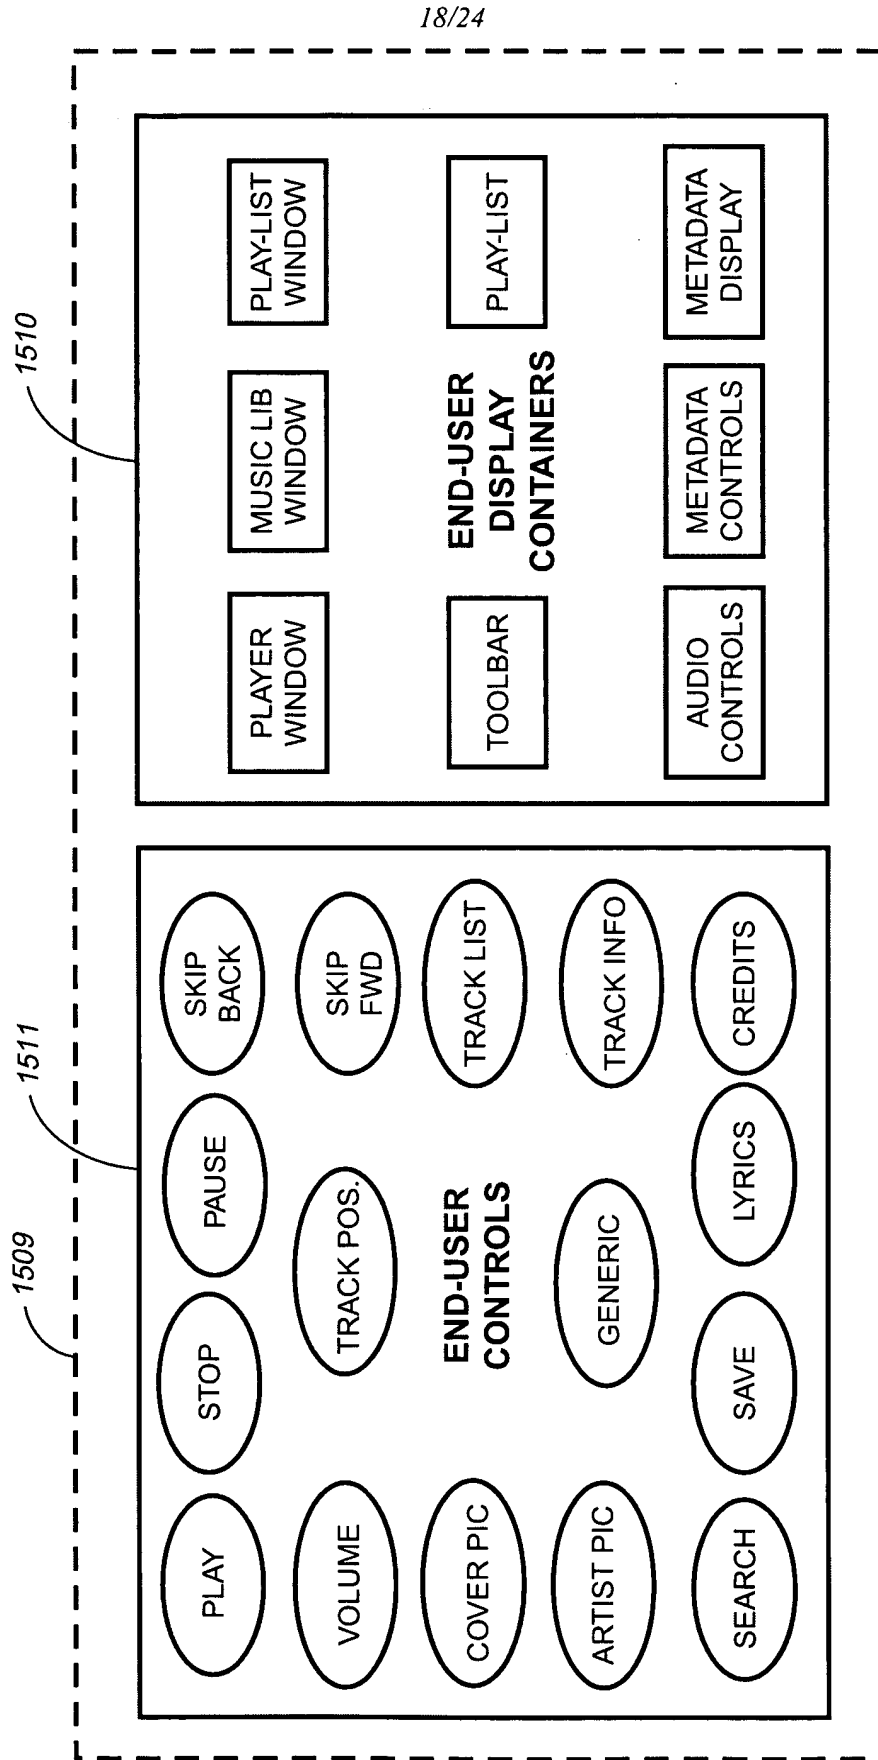 18/24
1509
1511
1510
PLAY
STOP
PAUSE
SKIP
BACK
VOLUME
TRACK POS.
SKIP
FWD
COVER PIC
END-USER
CONTROLS
TRACK LIST
ARTIST PIC
GENERIC
TRACK INFO
SEARCH
SAVE
LYRICS
CREDITS
PLAYER
WINDOW
MUSIC LIB
WINDOW
PLAY-LIST
WINDOW
TOOLBAR
END-USER
DISPLAY
CONTAINERS
PLAY-LIST
AUDIO
CONTROLS
METADATA
CONTROLS
METADATA
DISPLAY